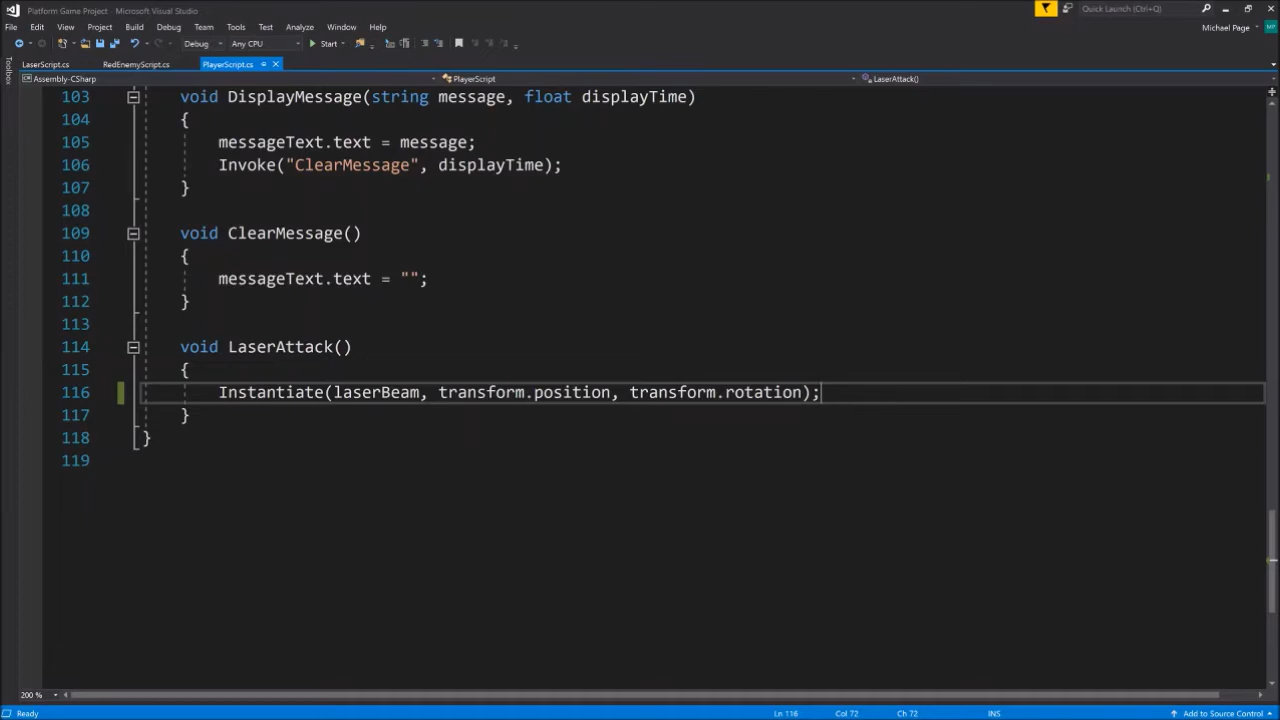 Platform Game Project - Microsoft Visual Studio
Quick Launch (Ctrl+Q)
File Edit View Project Build Debug Team Tools Test Analyze Window Help
Michael Page
MP
Debug Any CPU Start
LaserScript.cs RedEnemyScript.cs PlayerScript.cs
Toolbox
Assembly-CSharp PlayerScript LaserAttack()
103 void DisplayMessage(string message, float displayTime)
104 {
105 messageText.text = message;
106 Invoke("ClearMessage", displayTime);
107 }
108
109 void ClearMessage()
110 {
111 messageText.text = "";
112 }
113
114 void LaserAttack()
115 {
116 Instantiate(laserBeam, transform.position, transform.rotation);
117 }
118 }
119
200 %
Ready Ln 116 Col 72 Ch 72 INS Add to Source Control